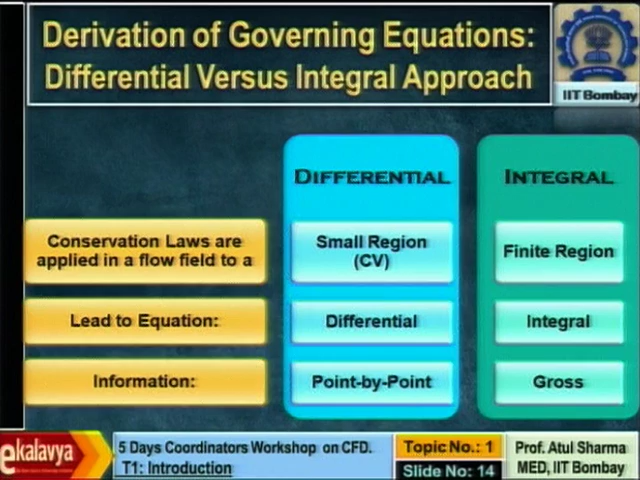 Derivation of Governing Equations:
Differential Versus Integral Approach
IIT Bombay
DIFFERENTIAL
INTEGRAL
Conservation Laws are
applied in a flow field to a
Small Region
(CV)
Finite Region
Lead to Equation:
Differential
Integral
Information:
Point-by-Point
Gross
ekalavya
5 Days Coordinators Workshop on CFD.
T1: Introduction
Topic No.: 1
Slide No: 14
Prof. Atul Sharma
MED, IIT Bombay